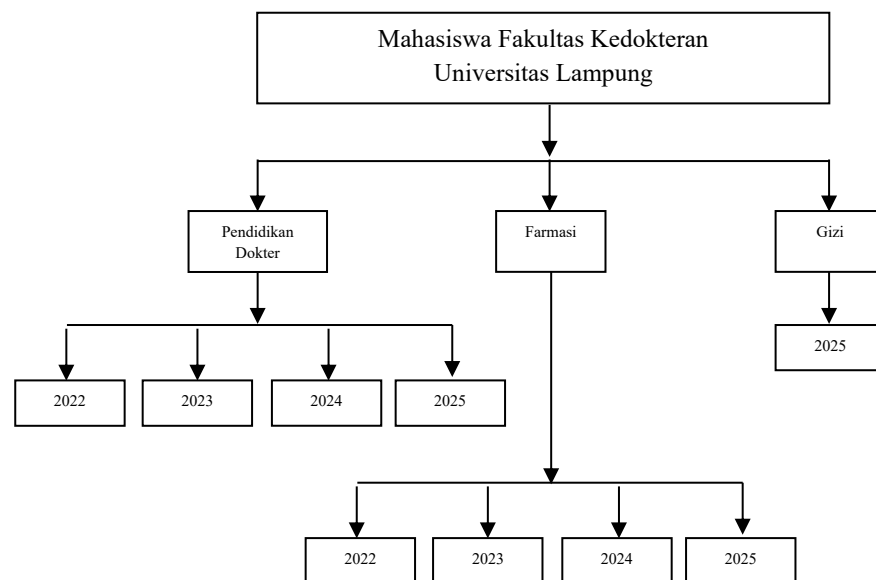 Mahasiswa Fakultas Kedokteran
Universitas Lampung
Pendidikan
Dokter
Farmasi
Gizi
2025
2022
2023
2024
2025
2022
2023
2024
2025